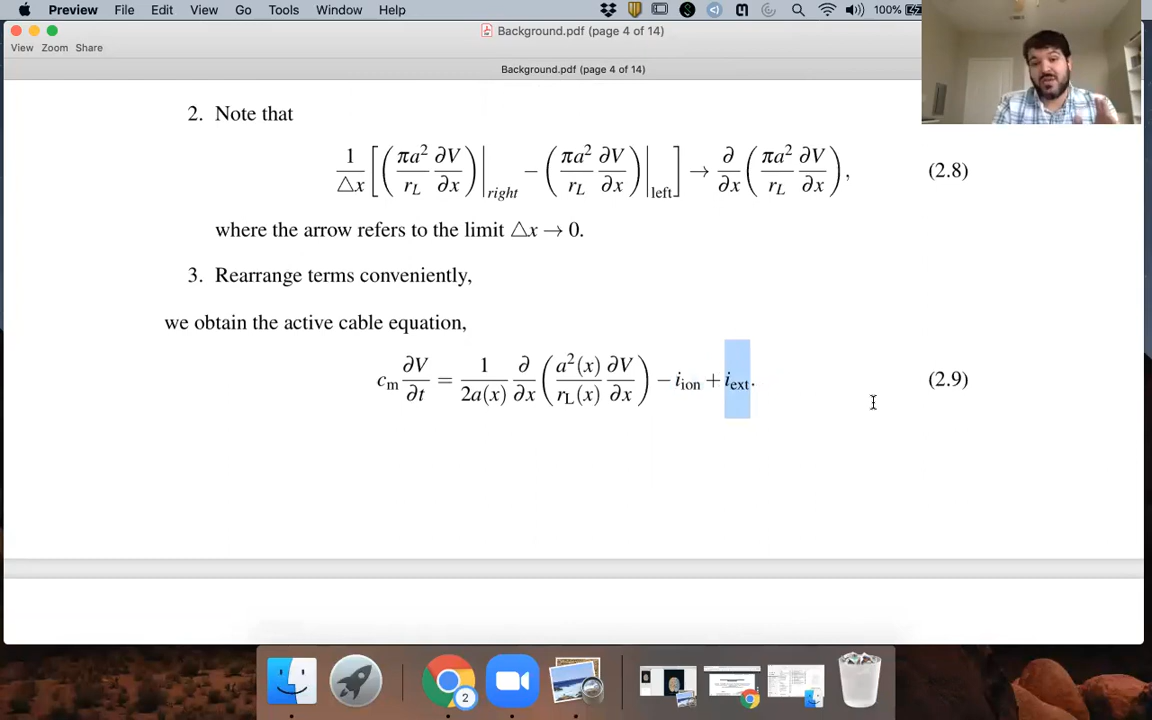 Preview File Edit View Go Tools Window Help 100%
Background.pdf (page 4 of 14)
View Zoom Share
Background.pdf (page 4 of 14)
2. Note that
1/△x [(πa²/r_L ∂V/∂x)|right − (πa²/r_L ∂V/∂x)|left] → ∂/∂x (πa²/r_L ∂V/∂x), (2.8)
where the arrow refers to the limit △x → 0.
3. Rearrange terms conveniently,
we obtain the active cable equation,
c_m ∂V/∂t = 1/2a(x) ∂/∂x (a²(x)/r_L(x) ∂V/∂x) − i_ion + i_ext. (2.9)
2